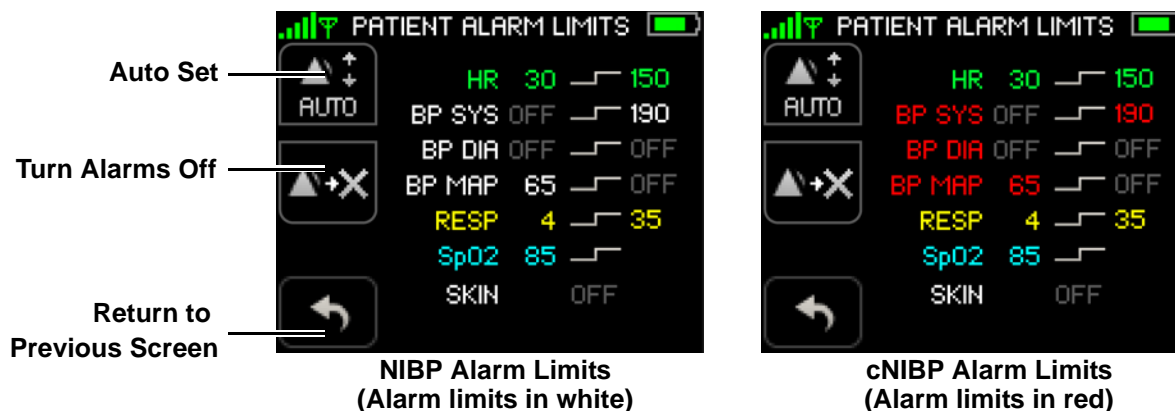 PATIENT ALARM LIMITS
Auto Set
AUTO
HR 30 150
BP SYS OFF 190
BP DIA OFF OFF
Turn Alarms Off
BP MAP 65 OFF
RESP 4 35
SpO2 85
SKIN OFF
Return to
Previous Screen
NIBP Alarm Limits
(Alarm limits in white)
PATIENT ALARM LIMITS
AUTO
HR 30 150
BP SYS OFF 190
BP DIA OFF OFF
BP MAP 65 OFF
RESP 4 35
SpO2 85
SKIN OFF
cNIBP Alarm Limits
(Alarm limits in red)